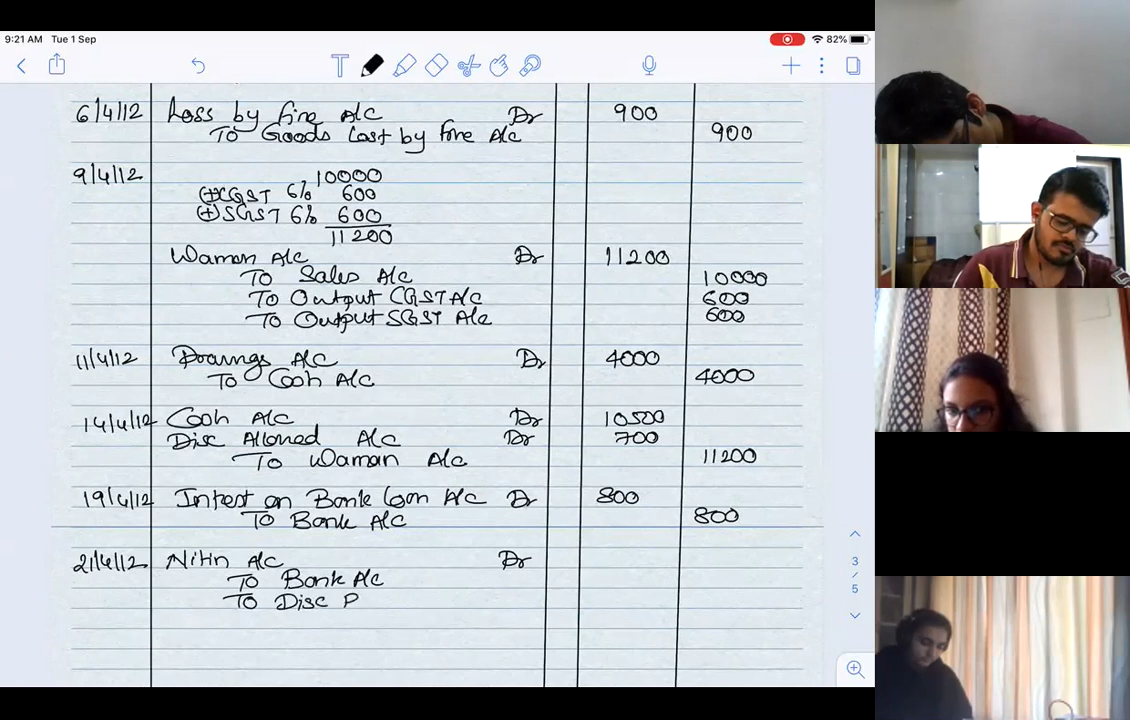 9:21 AM Tue 1 Sep 82%
6/4/12 Loss by fire A/c Dr 900
To Goods Lost by fire A/c 900
9/4/12 10000
(+)CGST 6% 600
(+)SGST 6% 600
11200
Waman A/c Dr 11200
To Sales A/c 10000
To Output CGST A/c 600
To Output SGST A/c 600
11/4/12 Drawings A/c Dr 4000
To Cash A/c 4000
14/4/12 Cash A/c Dr 10500
Disc Allowed A/c Dr 700
To Waman A/c 11200
19/4/12 Intrest on Bank Loan A/c Dr 800
To Bank A/c 800
21/4/12 Nitin A/c Dr
To Bank A/c
To Disc P
3
/
5